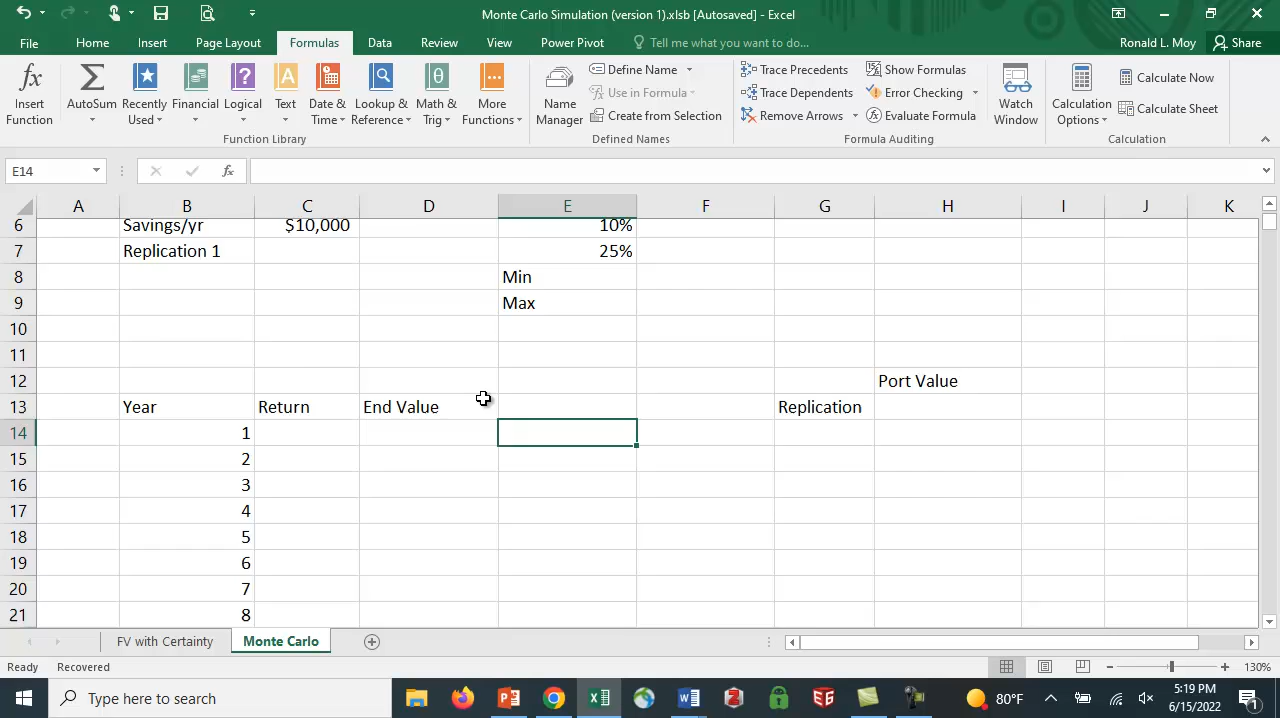 Monte Carlo Simulation (version 1).xlsb [Autosaved] - Excel
File Home Insert Page Layout Formulas Data Review View Power Pivot Tell me what you want to do... Ronald L. Moy Share
Insert Function
AutoSum
Recently Used
Financial
Logical
Text
Date & Time
Lookup & Reference
Math & Trig
More Functions
Function Library
Name Manager
Define Name
Use in Formula
Create from Selection
Defined Names
Trace Precedents
Trace Dependents
Remove Arrows
Show Formulas
Error Checking
Evaluate Formula
Formula Auditing
Watch Window
Calculation Options
Calculate Now
Calculate Sheet
Calculation
E14 fx
A B C D E F G H I J K
6 Savings/yr $10,000 10%
7 Replication 1 25%
8 Min
9 Max
10
11
12 Port Value
13 Year Return End Value Replication
14 1
15 2
16 3
17 4
18 5
19 6
20 7
21 8
FV with Certainty Monte Carlo
Ready Recovered 130%
Type here to search 80°F 5:19 PM
6/15/2022
1